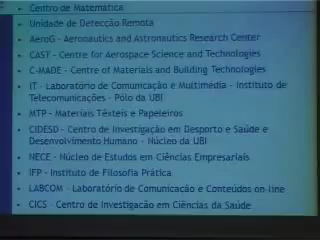 Centro de Matemática
Unidade de Detecção Remota
AeroG - Aeronautics and Astronautics Research Center
CAST - Centre for Aerospace Science and Technologies
C-MADE - Centre of Materials and Building Technologies
IT - Laboratório de Comunicação e Multimédia - Instituto de
Telecomunicações - Pólo da UBI
MTP - Materiais Têxteis e Papeleiros
CIDESD - Centro de Investigação em Desporto e Saúde e
Desenvolvimento Humano - Núcleo da UBI
NECE - Núcleo de Estudos em Ciências Empresariais
IFP - Instituto de Filosofia Prática
LABCOM - Laboratório de Comunicação e Conteúdos on-line
CICS - Centro de Investigação em Ciências da Saúde